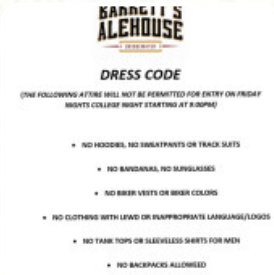 BARRETT'S
ALEHOUSE
DRESS CODE
(THE FOLLOWING ATTIRE WILL NOT BE PERMITTED FOR ENTRY ON FRIDAY
NIGHTS COLLEGE NIGHT STARTING AT 9:00PM)
• NO HOODIES, NO SWEATPANTS OR TRACK SUITS
• NO BANDANAS, NO SUNGLASSES
• NO BIKER VESTS OR BIKER COLORS
• NO CLOTHING WITH LEWD OR INAPPROPRIATE LANGUAGE/LOGOS
• NO TANK TOPS OR SLEEVELESS SHIRTS FOR MEN
• NO BACKPACKS ALLOWEED